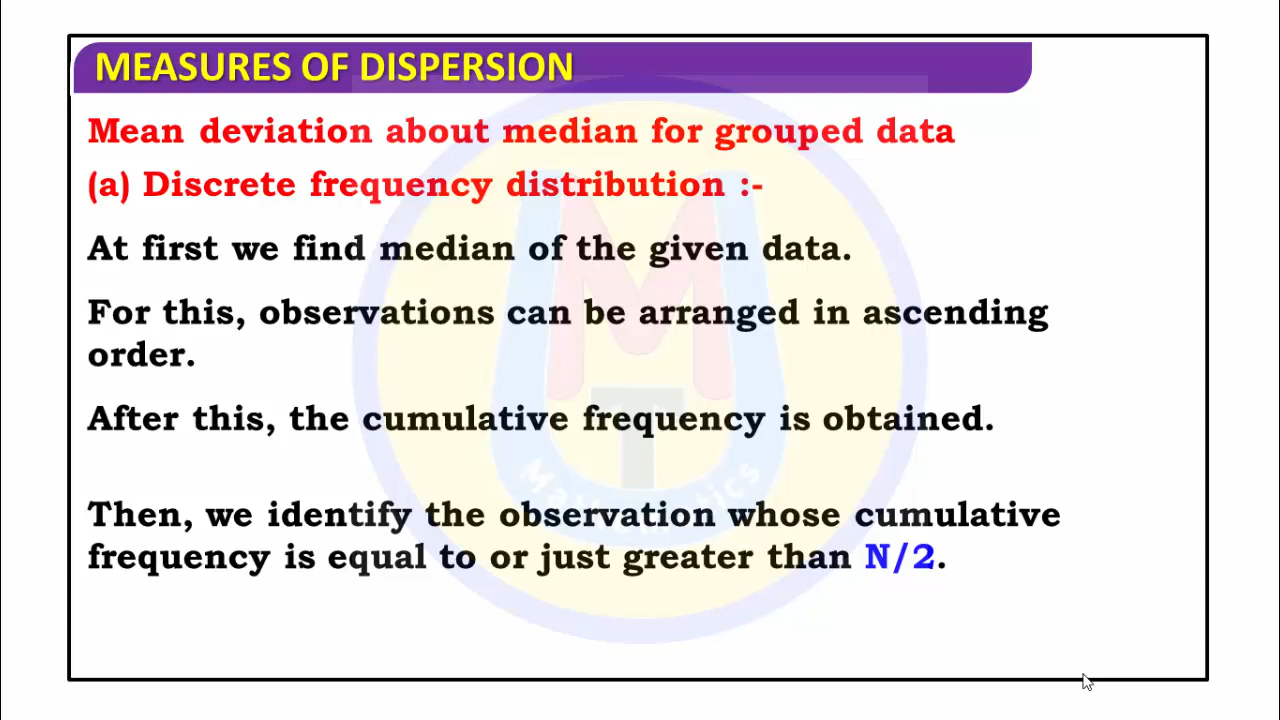 MEASURES OF DISPERSION
Mean deviation about median for grouped data
(a) Discrete frequency distribution :-
At first we find median of the given data.
For this, observations can be arranged in ascending
order.
After this, the cumulative frequency is obtained.
Then, we identify the observation whose cumulative
frequency is equal to or just greater than N/2.